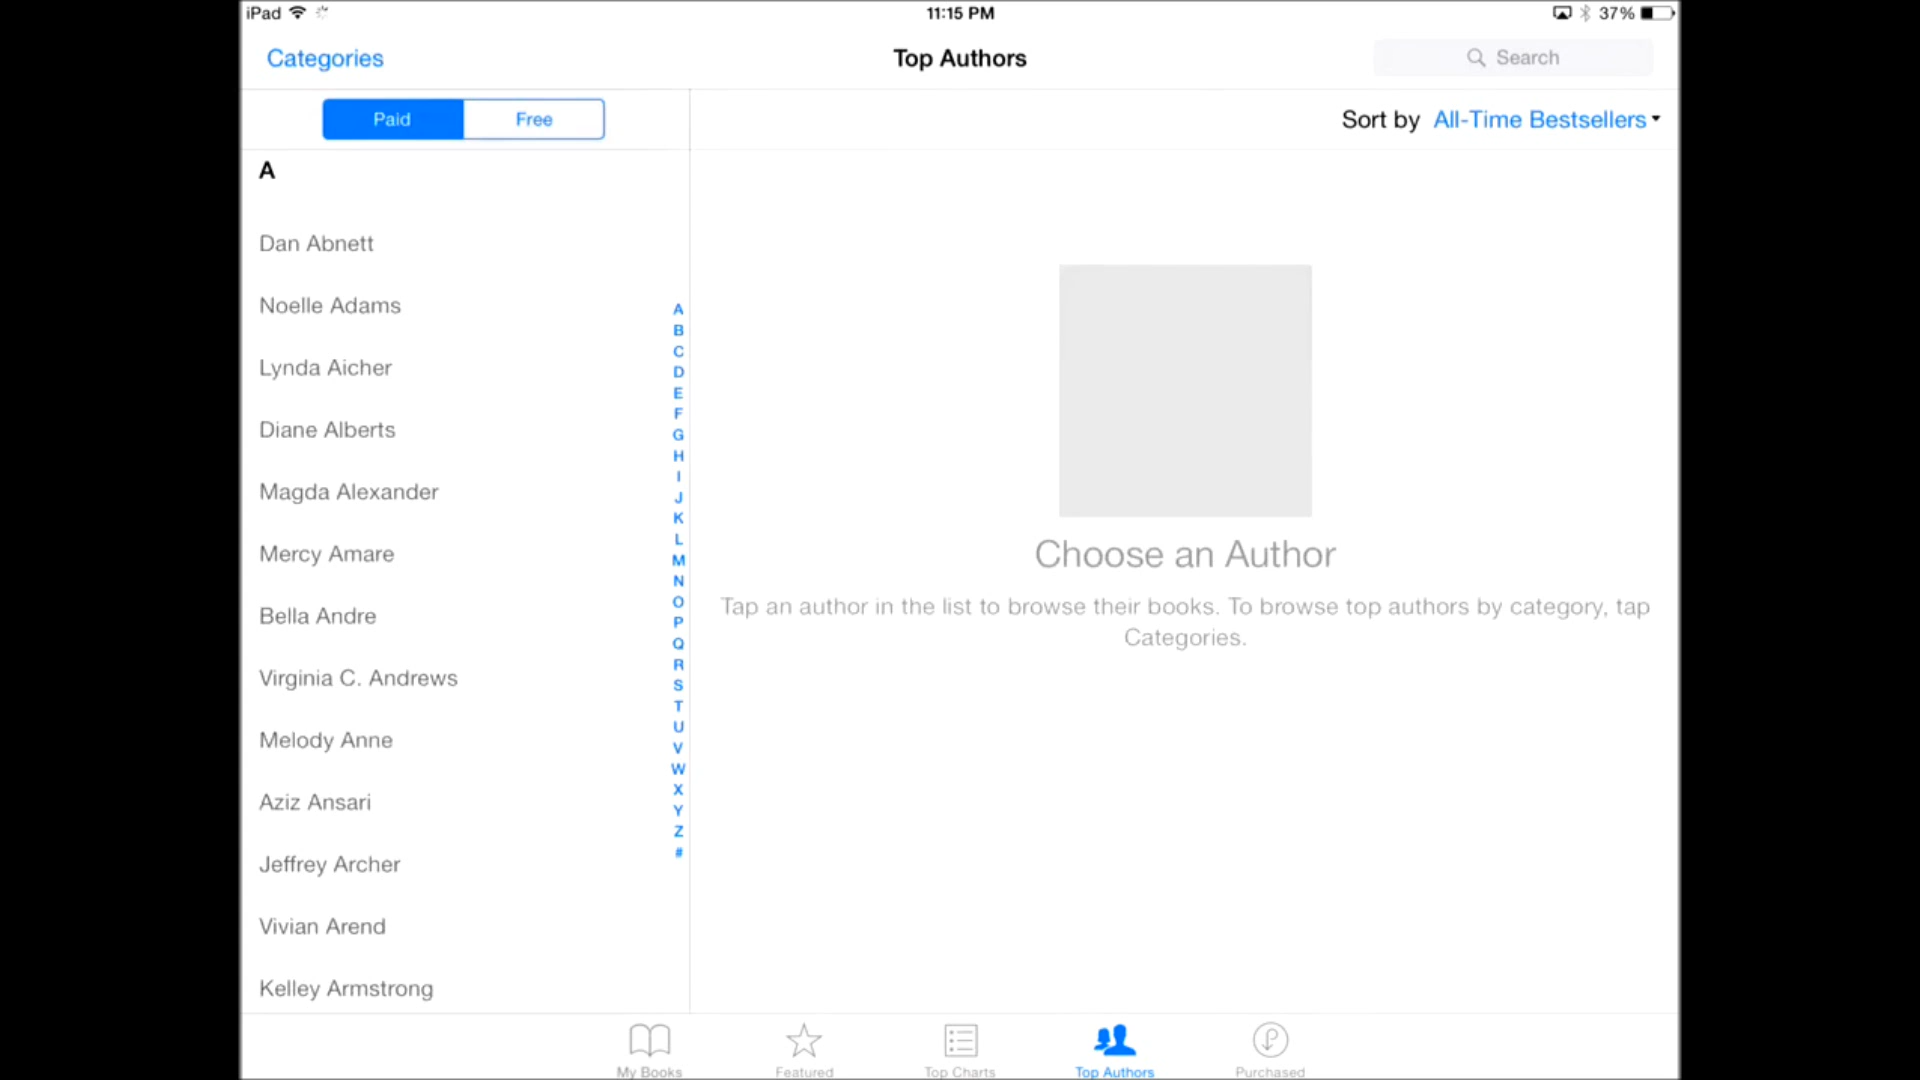 iPad 11:15 PM 37%
Categories Top Authors Search
Paid Free Sort by All-Time Bestsellers
A
Dan Abnett
Noelle Adams
Lynda Aicher
Diane Alberts
Magda Alexander
Mercy Amare
Bella Andre
Virginia C. Andrews
Melody Anne
Aziz Ansari
Jeffrey Archer
Vivian Arend
Kelley Armstrong
A
B
C
D
E
F
G
H
I
J
K
L
M
N
O
P
Q
R
S
T
U
V
W
X
Y
Z
#
Choose an Author
Tap an author in the list to browse their books. To browse top authors by category, tap
Categories.
My Books Featured Top Charts Top Authors Purchased